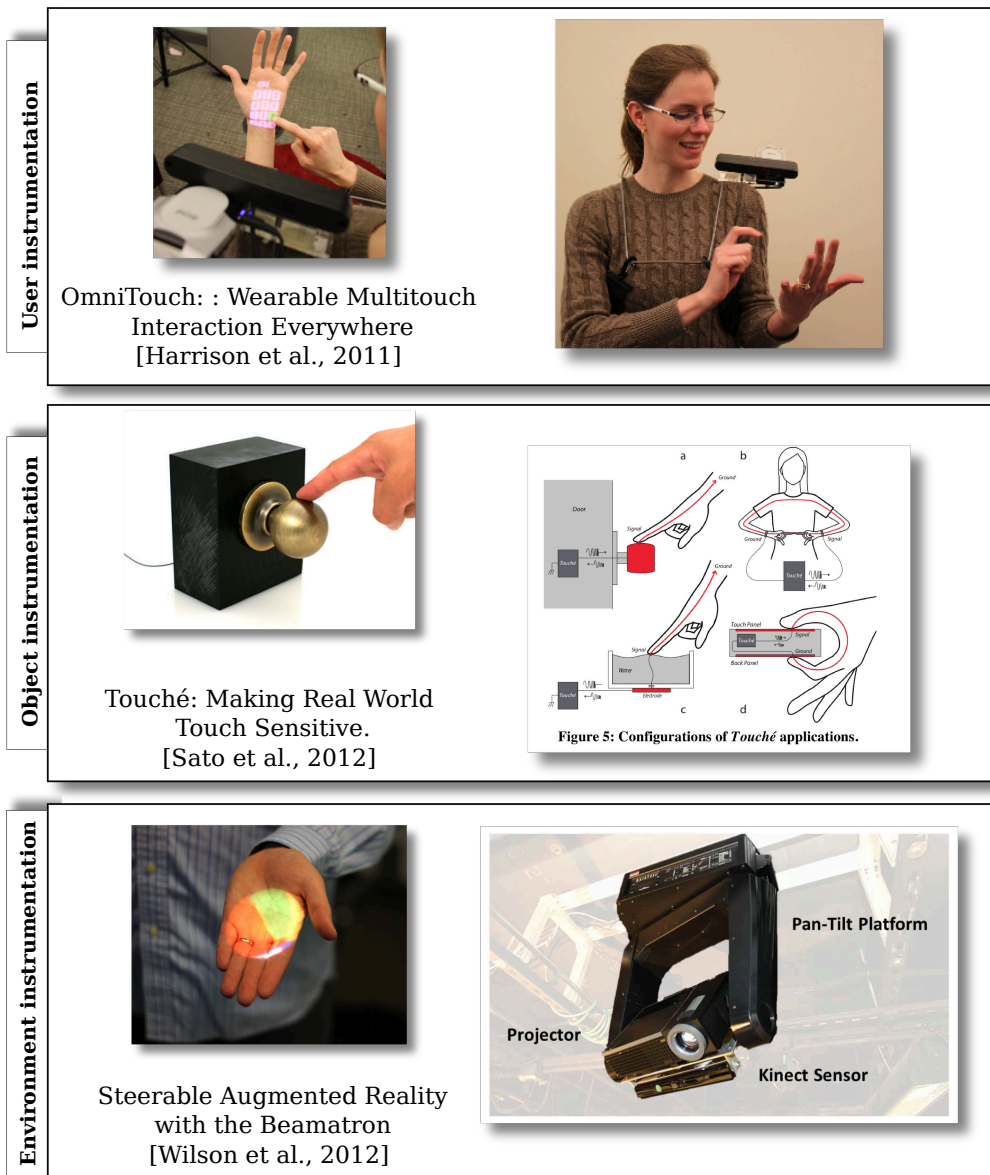 User instrumentation
OmniTouch: : Wearable Multitouch
Interaction Everywhere
[Harrison et al., 2011]
Object instrumentation
Touché: Making Real World
Touch Sensitive.
[Sato et al., 2012]
a
Ground
Door
Signal
Touché
b
Ground
Signal
Touché
Ground
Signal
Water
Touché
Electrode
c
Touch Panel
Touché
Signal
Ground
Back Panel
d
Figure 5: Configurations of Touché applications.
Environment instrumentation
Steerable Augmented Reality
with the Beamatron
[Wilson et al., 2012]
Pan-Tilt Platform
Projector
Kinect Sensor